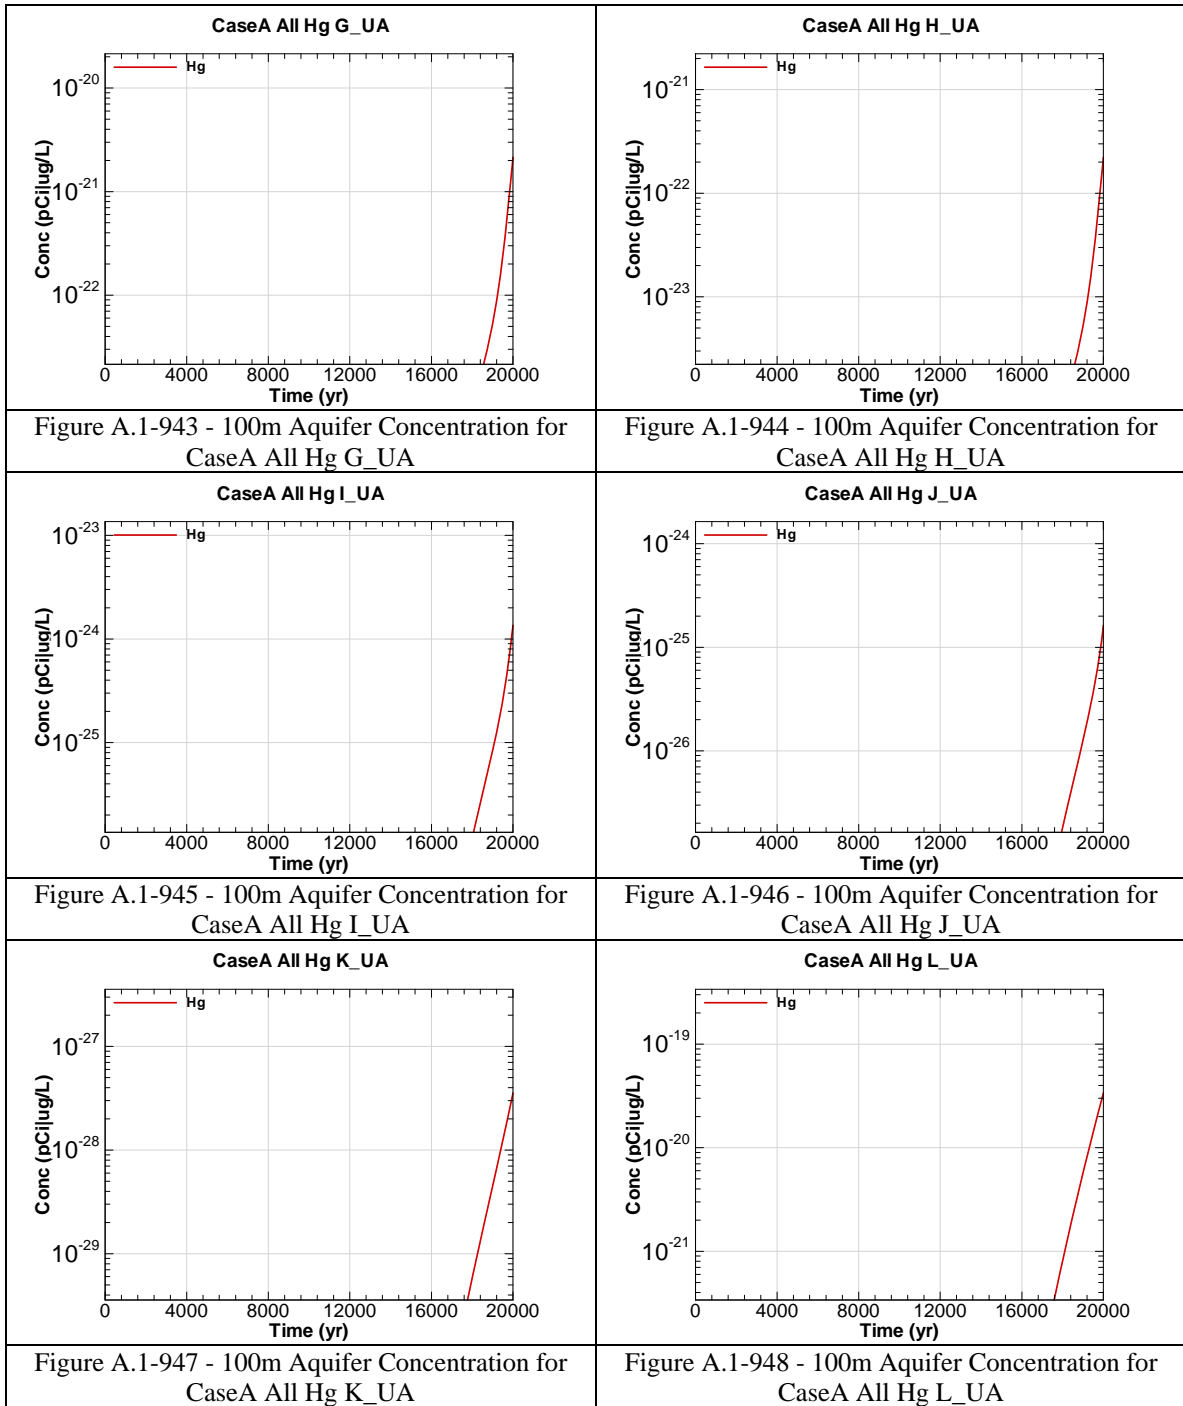 CaseA All Hg G_UA
Hg
10^-20
10^-21
10^-22
Conc (pCi|ug/L)
0 4000 8000 12000 16000 20000
Time (yr)
Figure A.1-943 - 100m Aquifer Concentration for
CaseA All Hg G_UA
CaseA All Hg H_UA
Hg
10^-21
10^-22
10^-23
Conc (pCi|ug/L)
0 4000 8000 12000 16000 20000
Time (yr)
Figure A.1-944 - 100m Aquifer Concentration for
CaseA All Hg H_UA
CaseA All Hg I_UA
Hg
10^-23
10^-24
10^-25
Conc (pCi|ug/L)
0 4000 8000 12000 16000 20000
Time (yr)
Figure A.1-945 - 100m Aquifer Concentration for
CaseA All Hg I_UA
CaseA All Hg J_UA
Hg
10^-24
10^-25
10^-26
Conc (pCi|ug/L)
0 4000 8000 12000 16000 20000
Time (yr)
Figure A.1-946 - 100m Aquifer Concentration for
CaseA All Hg J_UA
CaseA All Hg K_UA
Hg
10^-27
10^-28
10^-29
Conc (pCi|ug/L)
0 4000 8000 12000 16000 20000
Time (yr)
Figure A.1-947 - 100m Aquifer Concentration for
CaseA All Hg K_UA
CaseA All Hg L_UA
Hg
10^-19
10^-20
10^-21
Conc (pCi|ug/L)
0 4000 8000 12000 16000 20000
Time (yr)
Figure A.1-948 - 100m Aquifer Concentration for
CaseA All Hg L_UA